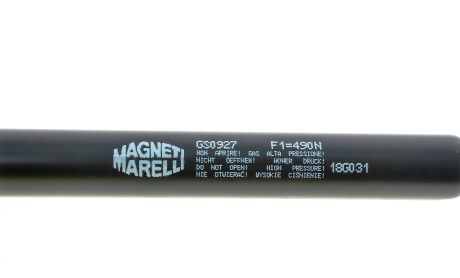 MAGNETI
MARELLI
GS0927 F1=490N
NON APRIRE! GAS ALTA PRESSIONE!
NICHT OEFFNEN! HOHER DRUCK!
DO NOT OPEN! HIGH PRESSURE!
NIE OTWIERAĆ! WYSOKIE CIŚNIENIE!
18G031